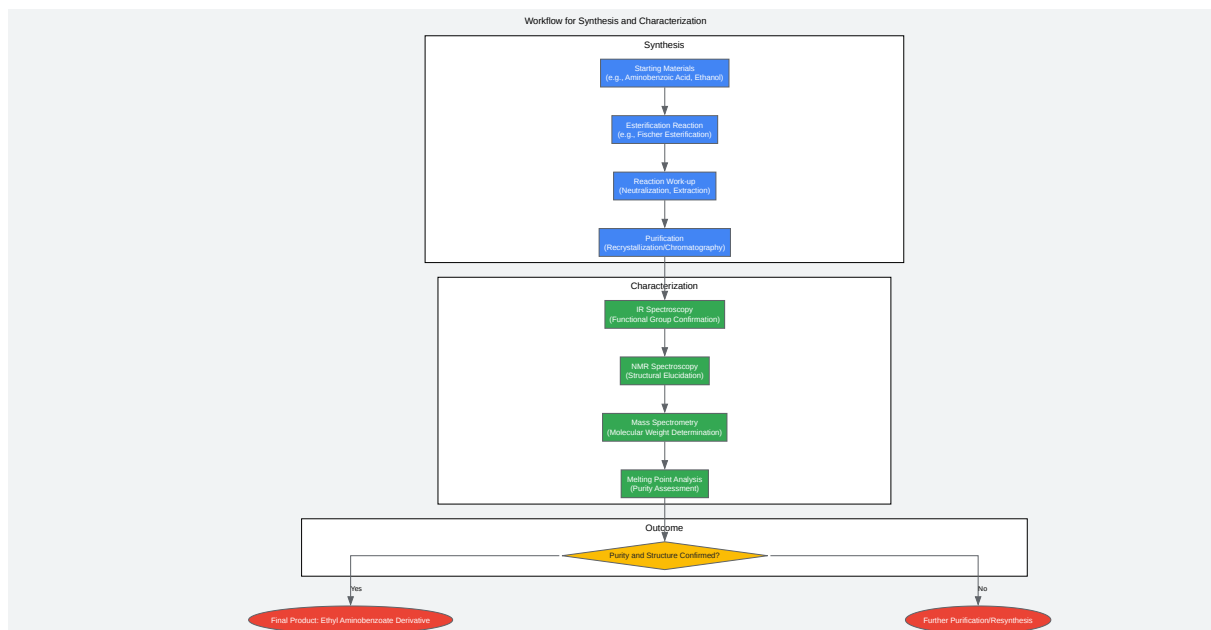 Workflow for Synthesis and Characterization
Synthesis
Starting Materials
(e.g., Aminobenzoic Acid, Ethanol)
Esterification Reaction
(e.g., Fischer Esterification)
Reaction Work-up
(Neutralization, Extraction)
Purification
(Recrystallization/Chromatography)
Characterization
IR Spectroscopy
(Functional Group Confirmation)
NMR Spectroscopy
(Structural Elucidation)
Mass Spectrometry
(Molecular Weight Determination)
Melting Point Analysis
(Purity Assessment)
Outcome
Purity and Structure Confirmed?
Yes
No
Final Product: Ethyl Aminobenzoate Derivative
Further Purification/Resynthesis